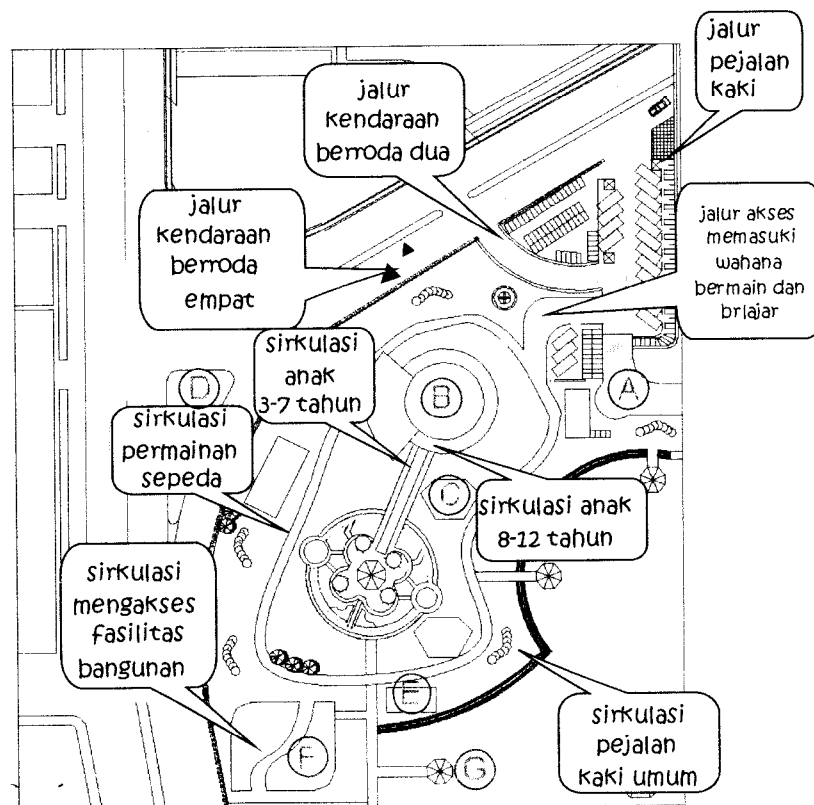 jalur
pejalan
kaki
jalur
kendaraan
berroda dua
jalur
kendaraan
berroda
empat
jalur akses
memasuki
wahana
bermain dan
brlajar
sirkulasi
anak
3-7 tahun
D
B
A
sirkulasi
permainan
sepeda
C
sirkulasi anak
8-12 tahun
sirkulasi
mengakses
fasilitas
bangunan
E
sirkulasi
pejalan
kaki umum
F
G